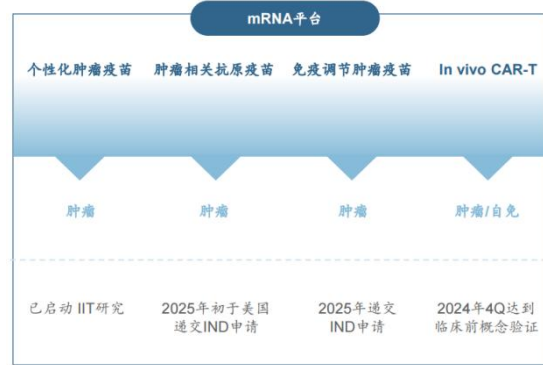 mRNA平台
个性化肿瘤疫苗
肿瘤相关抗原疫苗
免疫调节肿瘤疫苗
In vivo CAR-T
肿瘤
肿瘤
肿瘤
肿瘤/自免
已启动 IIT研究
2025年初于美国
递交IND申请
2025年递交
IND申请
2024年4Q达到
临床前概念验证